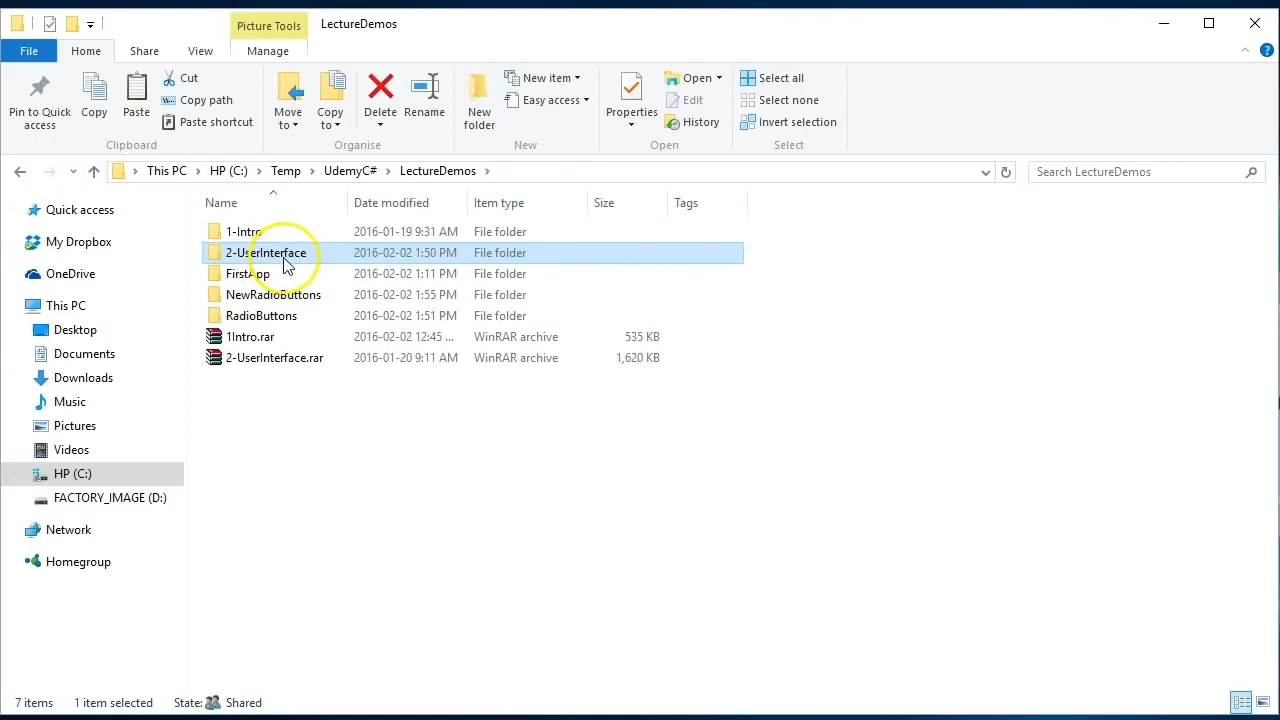 Picture Tools LectureDemos
File Home Share View Manage
Pin to Quick access
Copy
Paste
Cut
Copy path
Paste shortcut
Move to
Copy to
Delete
Rename
New folder
New item
Easy access
Properties
Open
Edit
History
Select all
Select none
Invert selection
Clipboard Organise New Open Select
This PC HP (C:) Temp UdemyC# LectureDemos
Search LectureDemos
Name Date modified Item type Size Tags
1-Intro 2016-01-19 9:31 AM File folder
2-UserInterface 2016-02-02 1:50 PM File folder
FirstApp 2016-02-02 1:11 PM File folder
NewRadioButtons 2016-02-02 1:55 PM File folder
RadioButtons 2016-02-02 1:51 PM File folder
1Intro.rar 2016-02-02 12:45 ... WinRAR archive 535 KB
2-UserInterface.rar 2016-01-20 9:11 AM WinRAR archive 1,620 KB
Quick access
My Dropbox
OneDrive
This PC
Desktop
Documents
Downloads
Music
Pictures
Videos
HP (C:)
FACTORY_IMAGE (D:)
Network
Homegroup
7 items 1 item selected State: Shared